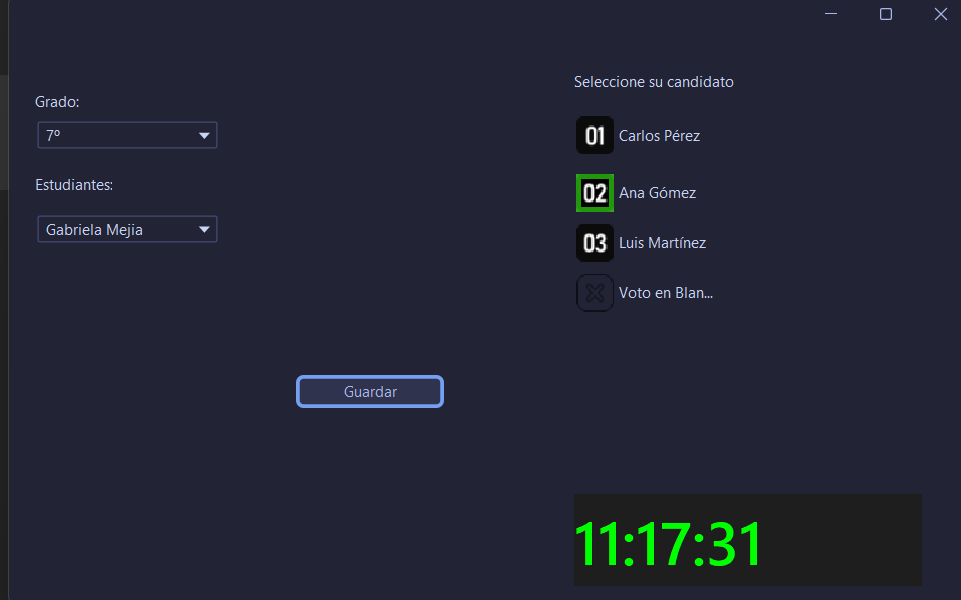 Grado:
7º
Estudiantes:
Gabriela Mejia
Guardar
Seleccione su candidato
01 Carlos Pérez
02 Ana Gómez
03 Luis Martínez
Voto en Blan...
11:17:31